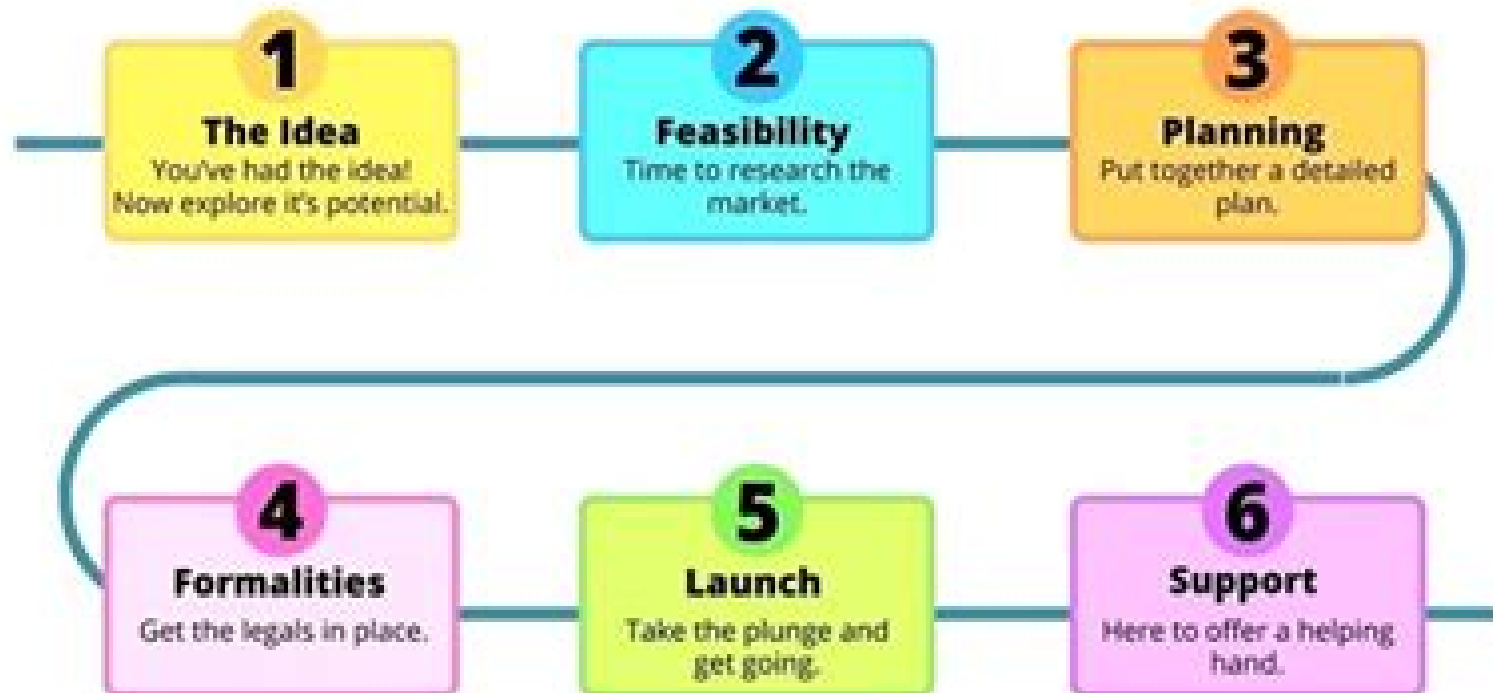 1
The Idea
You've had the idea!
Now explore it's potential.
2
Feasibility
Time to research the
market.
3
Planning
Put together a detailed
plan.
4
Formalities
Get the legals in place.
5
Launch
Take the plunge and
get going.
6
Support
Here to offer a helping
hand.